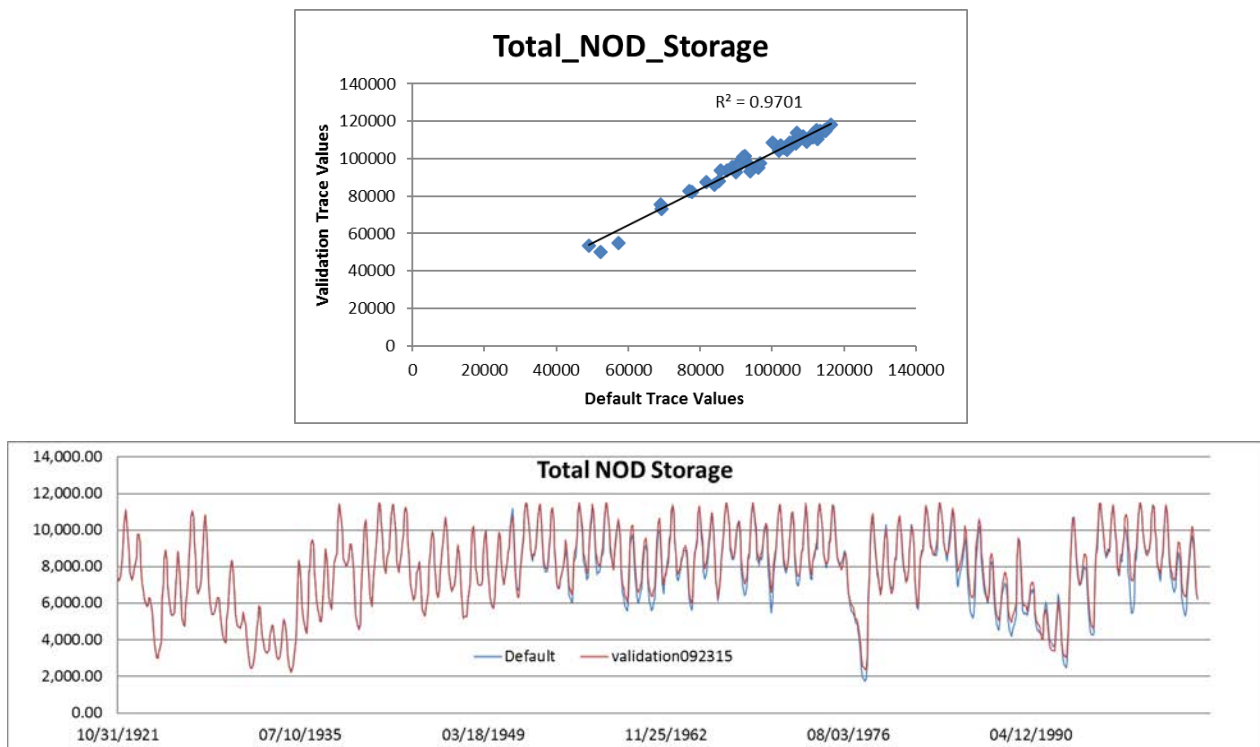 Total_NOD_Storage
140000
120000
100000
80000
60000
40000
20000
0
R² = 0.9701
Validation Trace Values
0 20000 40000 60000 80000 100000 120000 140000
Default Trace Values
Total NOD Storage
14,000.00
12,000.00
10,000.00
8,000.00
6,000.00
4,000.00
2,000.00
0.00
Default validation092315
10/31/1921 07/10/1935 03/18/1949 11/25/1962 08/03/1976 04/12/1990